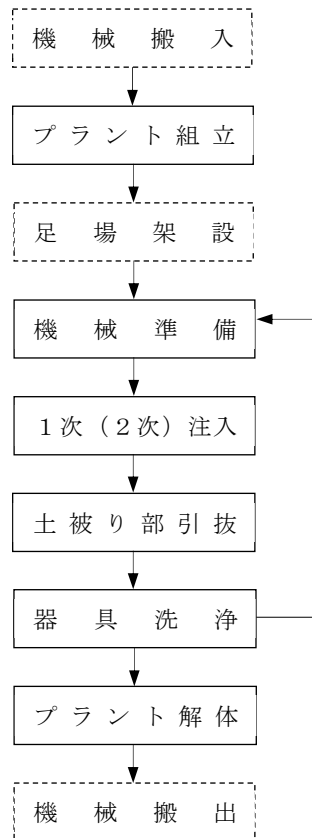 機械搬入
プラント組立
足場架設
機械準備
1次（2次）注入
土被り部引抜
器具洗浄
プラント解体
機械搬出